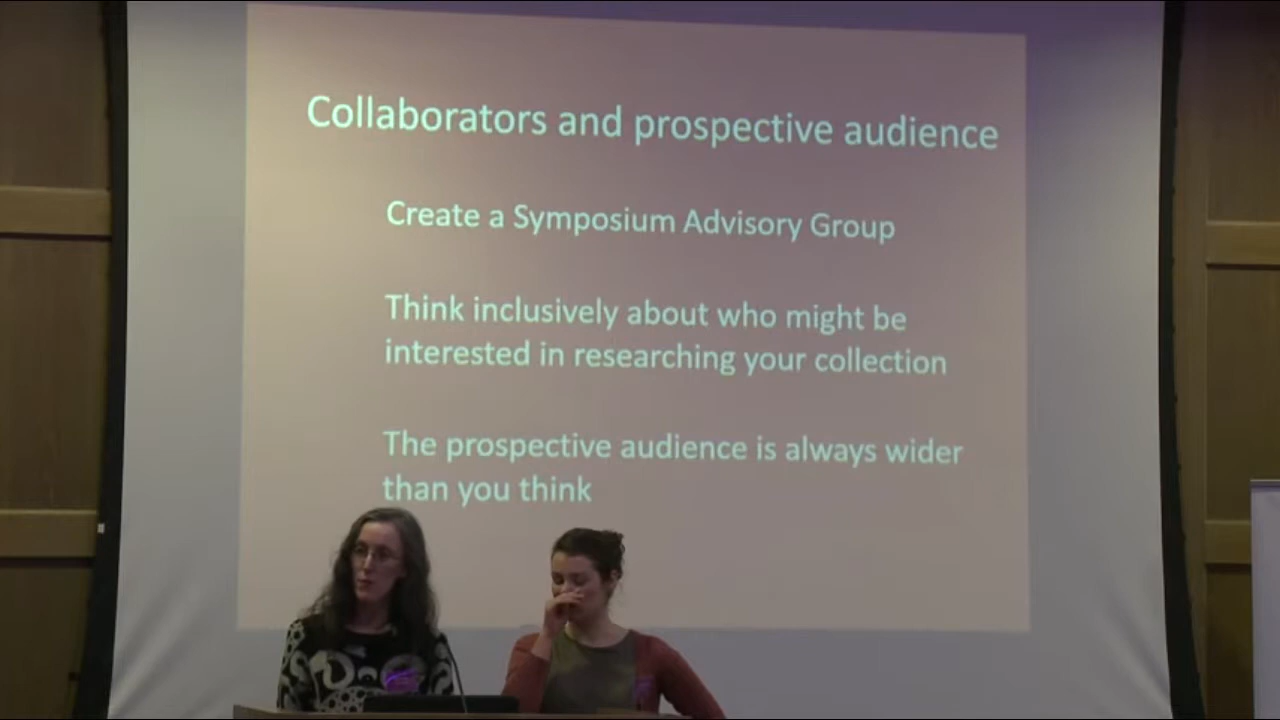 Collaborators and prospective audience
Create a Symposium Advisory Group
Think inclusively about who might be
interested in researching your collection
The prospective audience is always wider
than you think